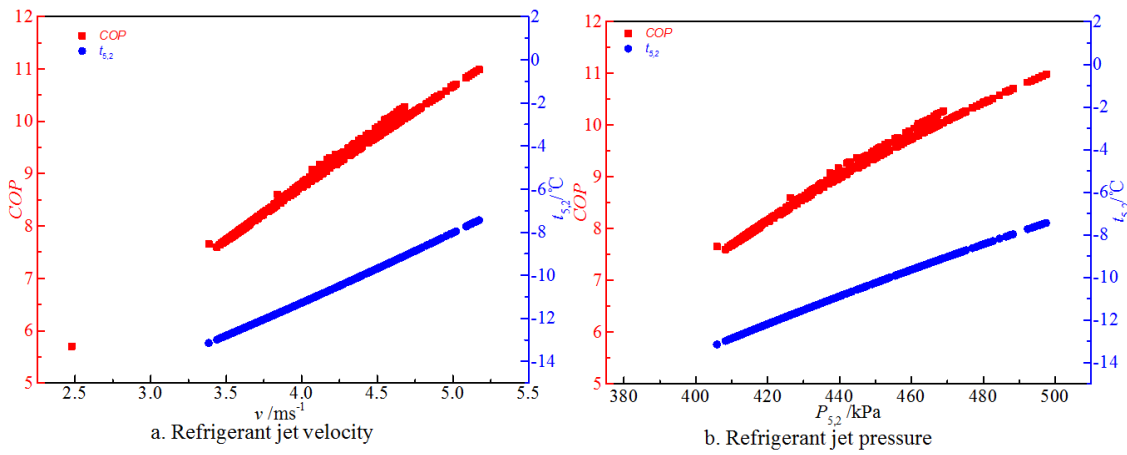 12
11
10
9
8
7
6
5
COP
COP
t5,2
2
0
-2
-4
-6
-8
-10
-12
-14
t5,2/°C
2.5 3.0 3.5 4.0 4.5 5.0 5.5
v /ms-1
a. Refrigerant jet velocity
12
11
10
9
8
7
6
5
COP
COP
t5,2
2
0
-2
-4
-6
-8
-10
-12
-14
t5,2/°C
380 400 420 440 460 480 500
P5,2 /kPa
b. Refrigerant jet pressure